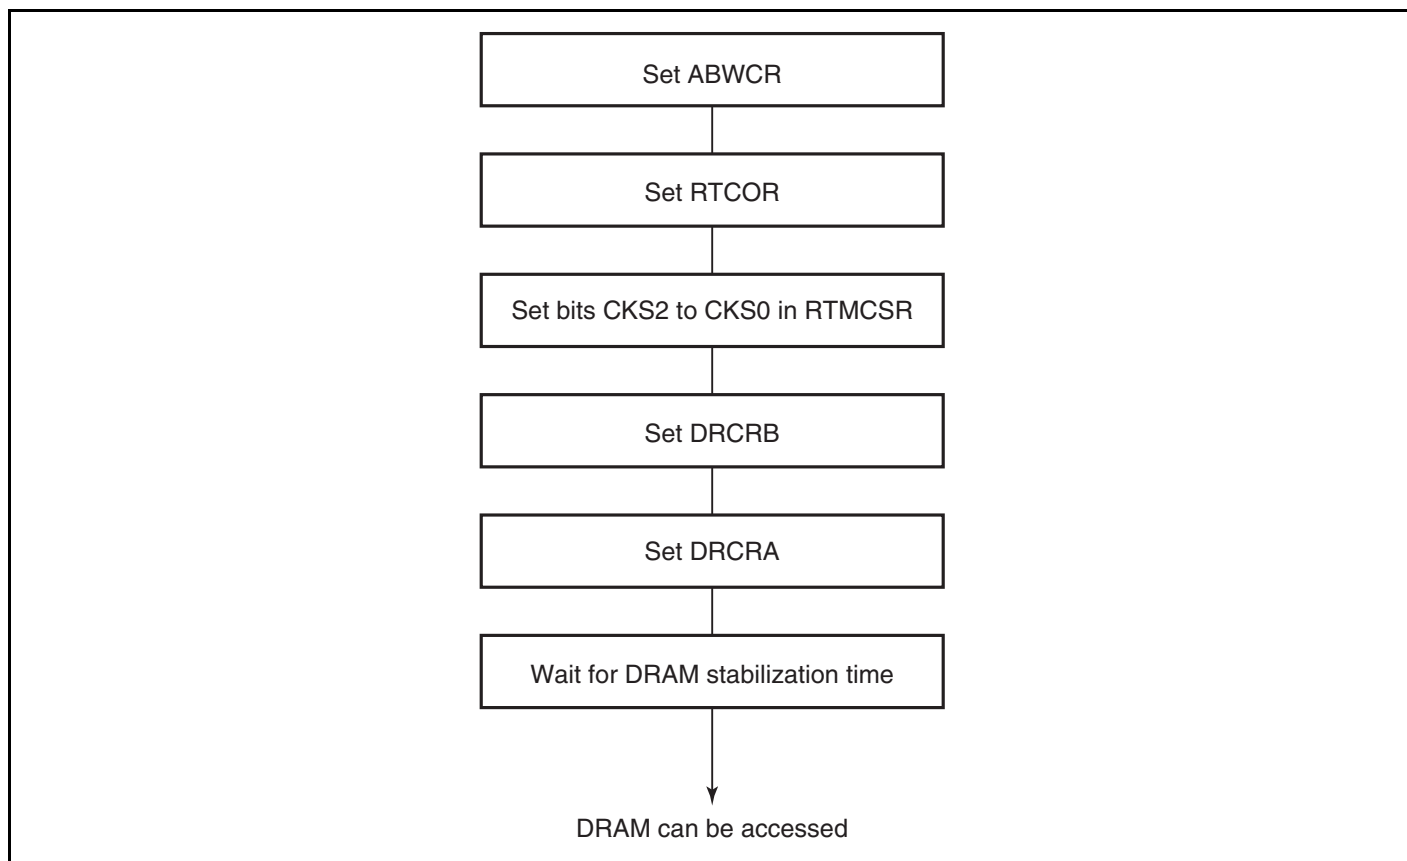 Set ABWCR
Set RTCOR
Set bits CKS2 to CKS0 in RTMCSR
Set DRCRB
Set DRCRA
Wait for DRAM stabilization time
DRAM can be accessed